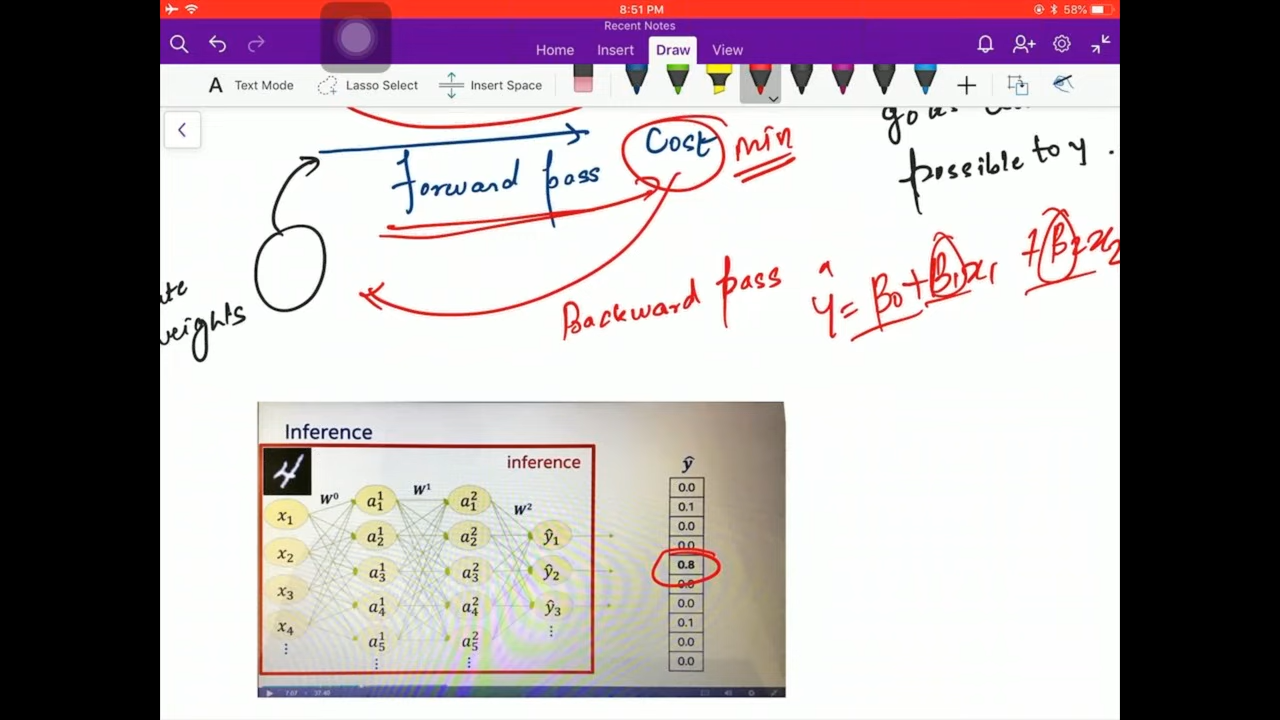 8:51 PM
58%
Recent Notes
Home Insert Draw View
A Text Mode Lasso Select Insert Space
Cost min
Forward pass
possible to y.
weights
Backward pass
ŷ = β0 + β̂1x1 + β̂2x2
Inference
inference
W⁰ W¹ W²
x₁ a₁¹ a₁²
x₂ a₂¹ a₂² ŷ₁
x₃ a₃¹ a₃² ŷ₂
x₄ a₄¹ a₄² ŷ₃
⋮ a₅¹ a₅² ⋮
⋮ ⋮
ŷ
0.0
0.1
0.0
0.0
0.8
0.0
0.0
0.1
0.0
0.0